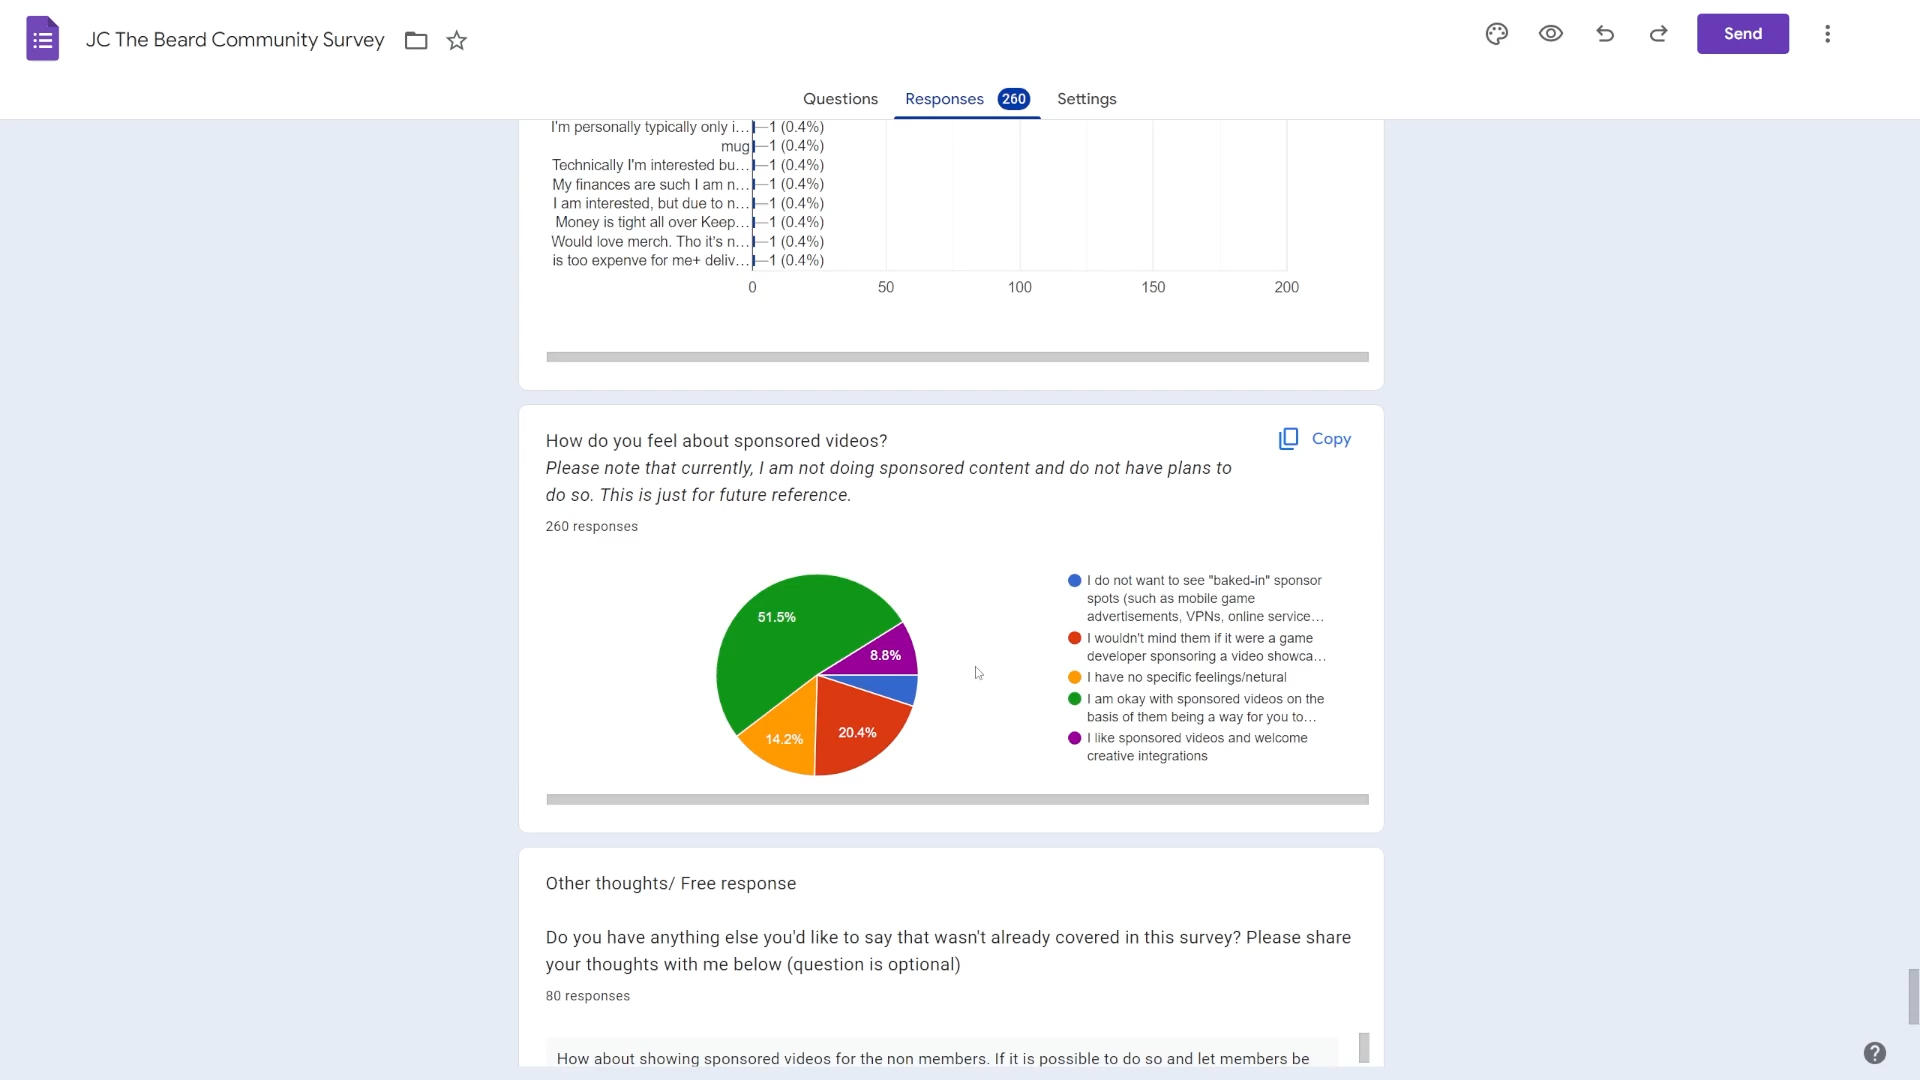 JC The Beard Community Survey
Send
Questions
Responses 260
Settings
I'm personally typically only i... 1 (0.4%)
mug 1 (0.4%)
Technically I'm interested bu... 1 (0.4%)
My finances are such I am n... 1 (0.4%)
I am interested, but due to n... 1 (0.4%)
Money is tight all over Keep... 1 (0.4%)
Would love merch. Tho it's n... 1 (0.4%)
is too expenve for me+ deliv... 1 (0.4%)
0 50 100 150 200
How do you feel about sponsored videos?
Copy
Please note that currently, I am not doing sponsored content and do not have plans to
do so. This is just for future reference.
260 responses
51.5%
8.8%
14.2%
20.4%
I do not want to see "baked-in" sponsor
spots (such as mobile game
advertisements, VPNs, online service...
I wouldn't mind them if it were a game
developer sponsoring a video showca...
I have no specific feelings/netural
I am okay with sponsored videos on the
basis of them being a way for you to...
I like sponsored videos and welcome
creative integrations
Other thoughts/ Free response
Do you have anything else you'd like to say that wasn't already covered in this survey? Please share
your thoughts with me below (question is optional)
80 responses
How about showing sponsored videos for the non members. If it is possible to do so and let members be